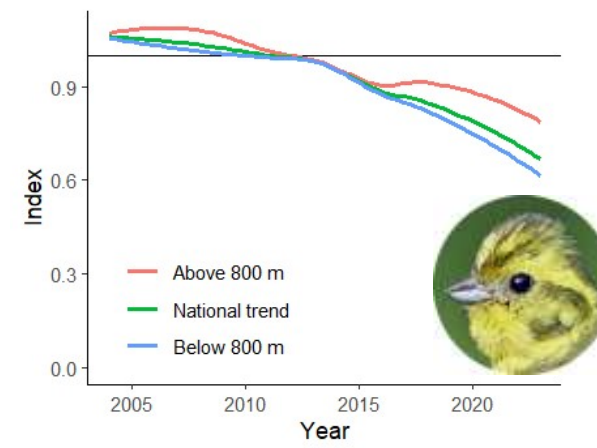 0.9
0.6
0.3
0.0
Index
Above 800 m
National trend
Below 800 m
2005 2010 2015 2020
Year